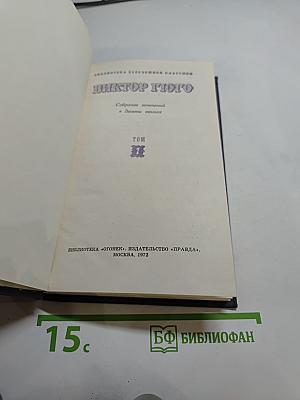 БИБЛИОТЕКА ЗАРУБЕЖНОЙ КЛАССИКИ
ВИКТОР ГЮГО
Собрание сочинений
в десяти томах
ТОМ
II
БИБЛИОТЕКА «ОГОНЕК». ИЗДАТЕЛЬСТВО «ПРАВДА».
МОСКВА, 1972
15 с
БФ БИБЛИОФАН